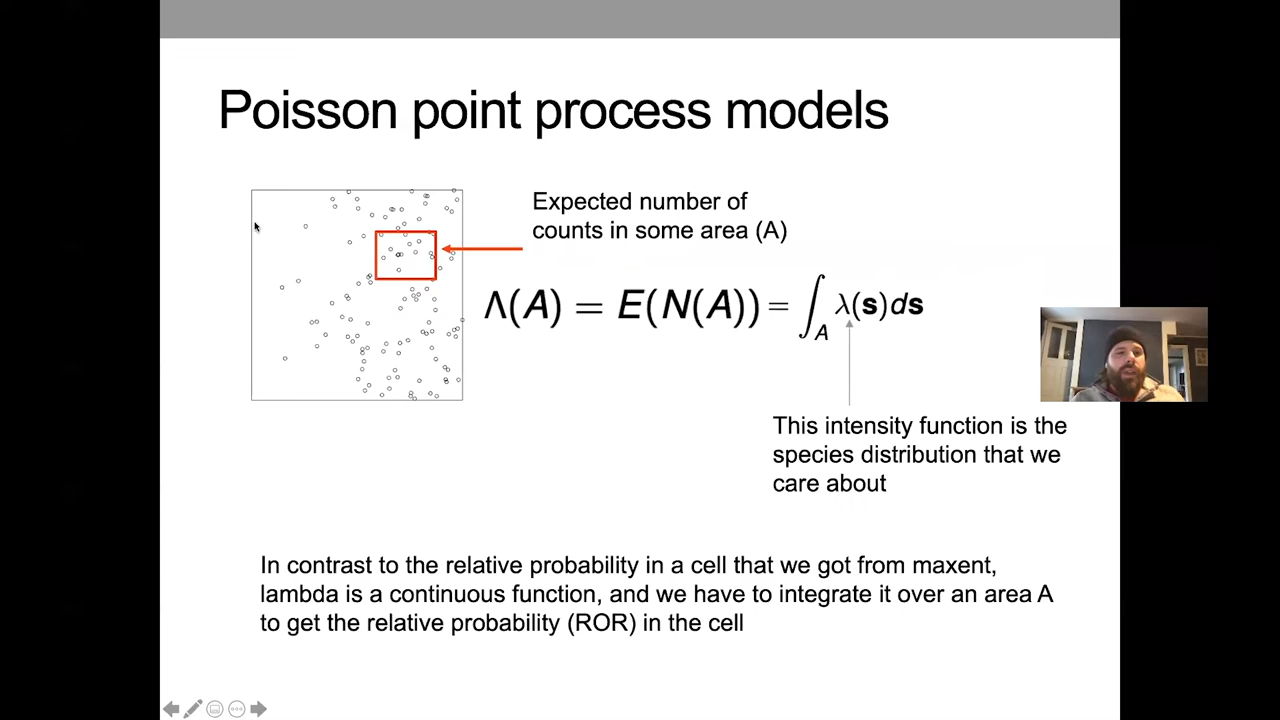 Poisson point process models
Expected number of
counts in some area (A)
Λ(A) = E(N(A)) = ∫_A λ(s)ds
This intensity function is the
species distribution that we
care about
In contrast to the relative probability in a cell that we got from maxent,
lambda is a continuous function, and we have to integrate it over an area A
to get the relative probability (ROR) in the cell